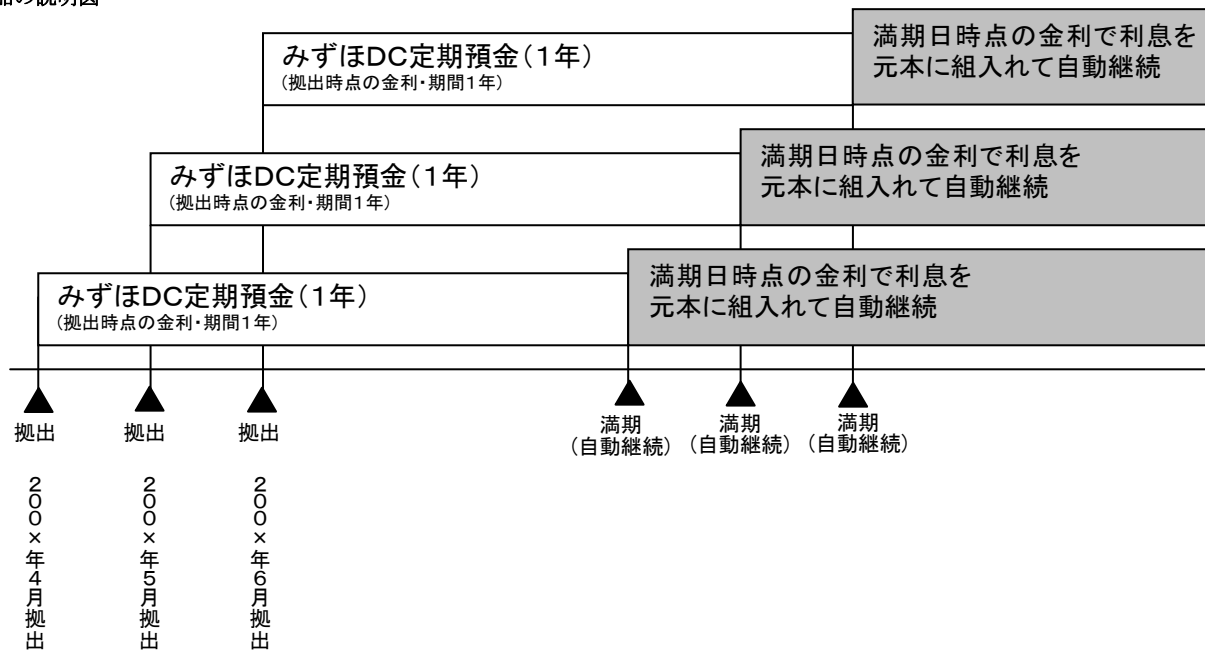 品の説明図
みずほDC定期預金(1年)
(拠出時点の金利・期間1年)
満期日時点の金利で利息を
元本に組入れて自動継続
みずほDC定期預金(1年)
(拠出時点の金利・期間1年)
満期日時点の金利で利息を
元本に組入れて自動継続
みずほDC定期預金(1年)
(拠出時点の金利・期間1年)
満期日時点の金利で利息を
元本に組入れて自動継続
拠出
拠出
拠出
満期
(自動継続)
満期
(自動継続)
満期
(自動継続)
200×年4月拠出
200×年5月拠出
200×年6月拠出